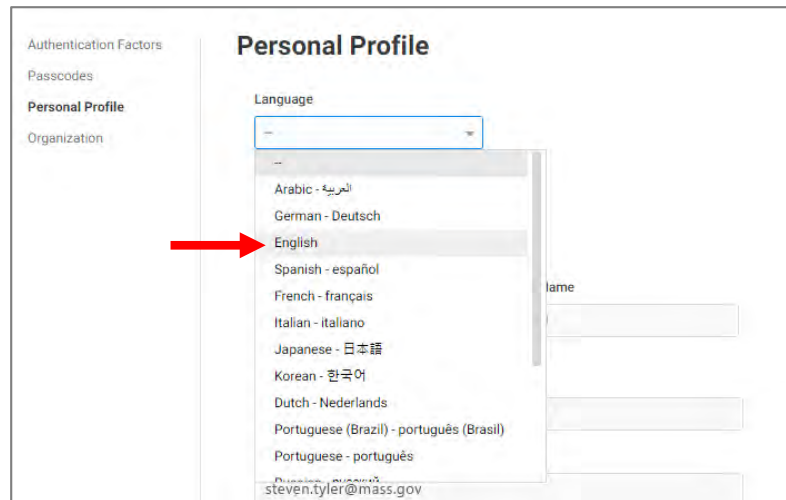 Authentication Factors
Passcodes
Personal Profile
Organization
Personal Profile
Language
--
--
Arabic - العربية
German - Deutsch
English
Spanish - español
French - français
Italian - italiano
Japanese - 日本語
Korean - 한국어
Dutch - Nederlands
Portuguese (Brazil) - português (Brasil)
Portuguese - português
Russian - русский
steven.tyler@mass.gov